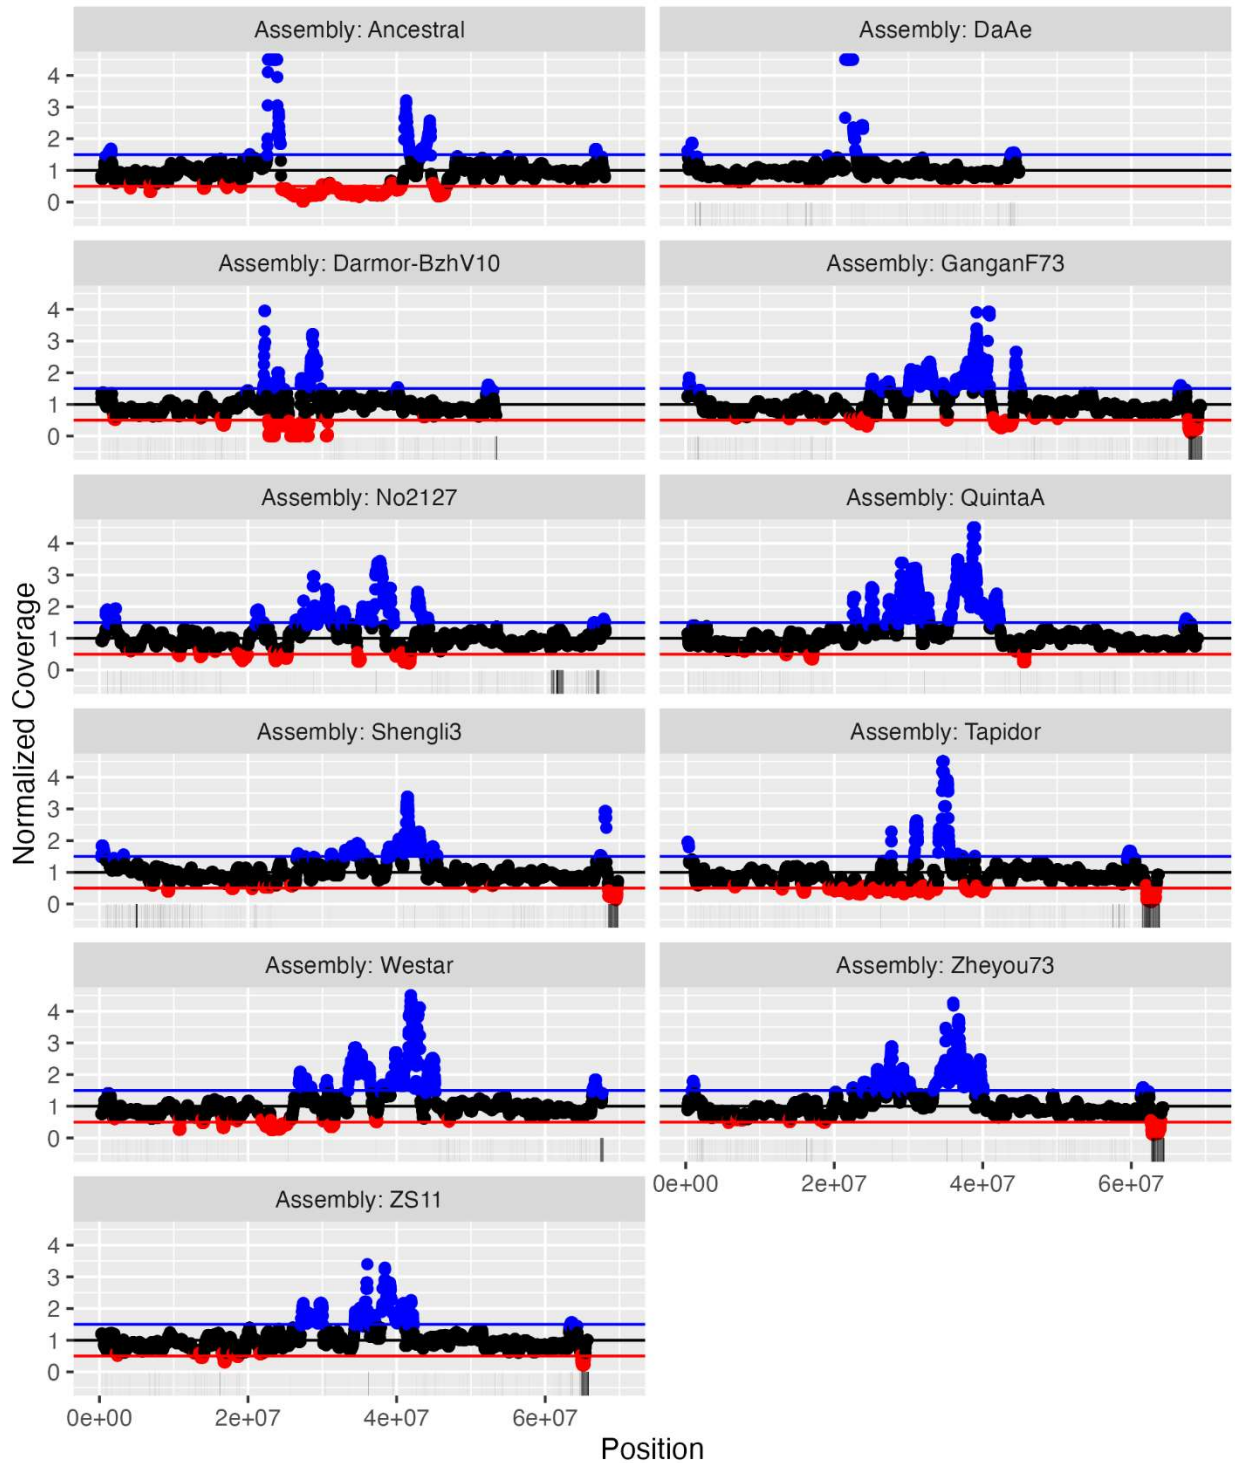 Assembly: Ancestral
Assembly: DaAe
4
3
2
1
0
Assembly: Darmor-BzhV10
Assembly: GanganF73
4
3
2
1
0
Assembly: No2127
Assembly: QuintaA
4
3
2
1
0
Normalized Coverage
Assembly: Shengli3
Assembly: Tapidor
4
3
2
1
0
Assembly: Westar
Assembly: Zheyou73
4
3
2
1
0
0e+00 2e+07 4e+07 6e+07
Assembly: ZS11
4
3
2
1
0
0e+00 2e+07 4e+07 6e+07
Position